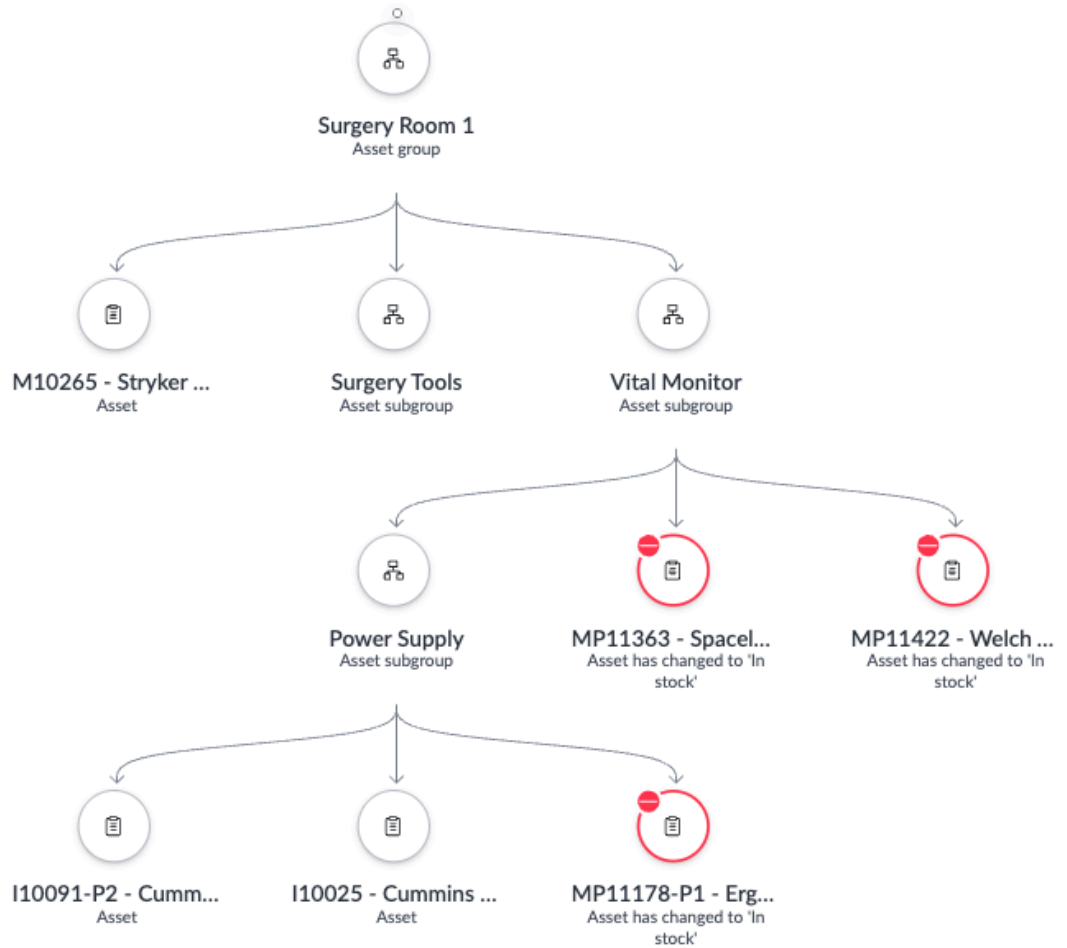 Surgery Room 1
Asset group
M10265 - Stryker ...
Asset
Surgery Tools
Asset subgroup
Vital Monitor
Asset subgroup
Power Supply
Asset subgroup
MP11363 - Spacel...
Asset has changed to 'In
stock'
MP11422 - Welch ...
Asset has changed to 'In
stock'
I10091-P2 - Cumm...
Asset
I10025 - Cummins ...
Asset
MP11178-P1 - Erg...
Asset has changed to 'In
stock'